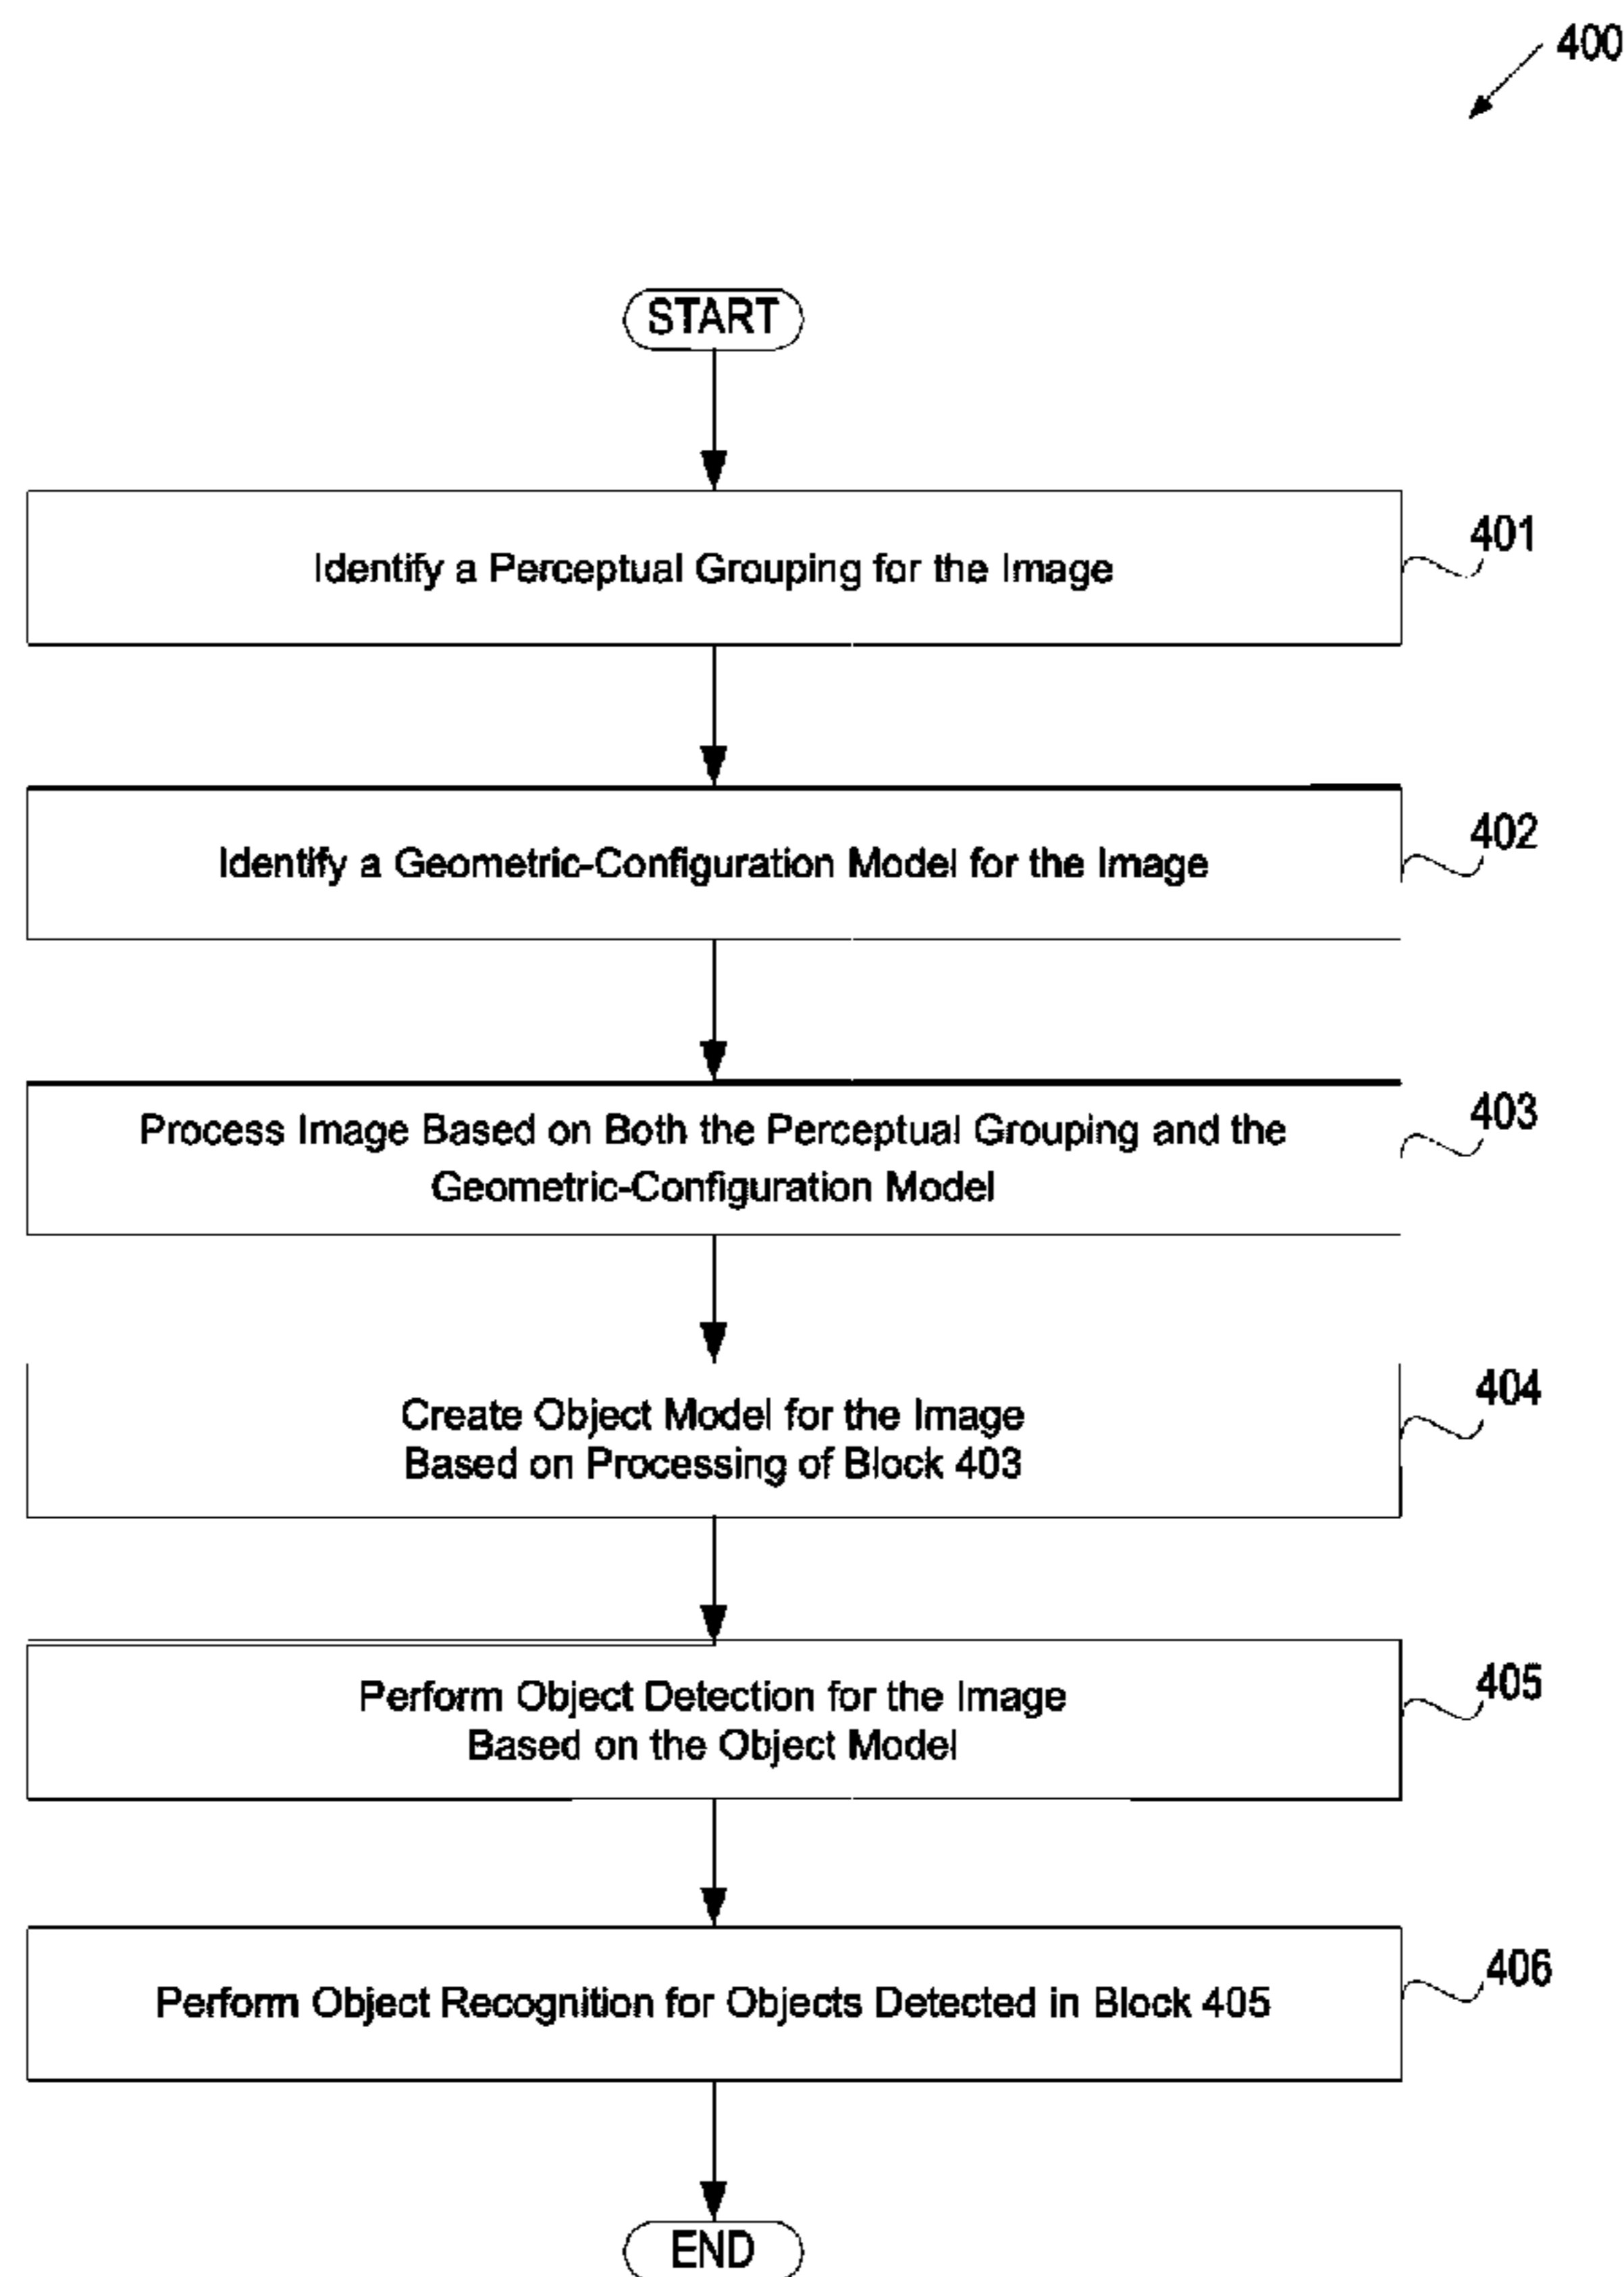 400
START
Identify a Perceptual Grouping for the Image
401
Identify a Geometric-Configuration Model for the Image
402
Process Image Based on Both the Perceptual Grouping and the
Geometric-Configuration Model
403
Create Object Model for the Image
Based on Processing of Block 403
404
Perform Object Detection for the Image
Based on the Object Model
405
Perform Object Recognition for Objects Detected in Block 405
406
END